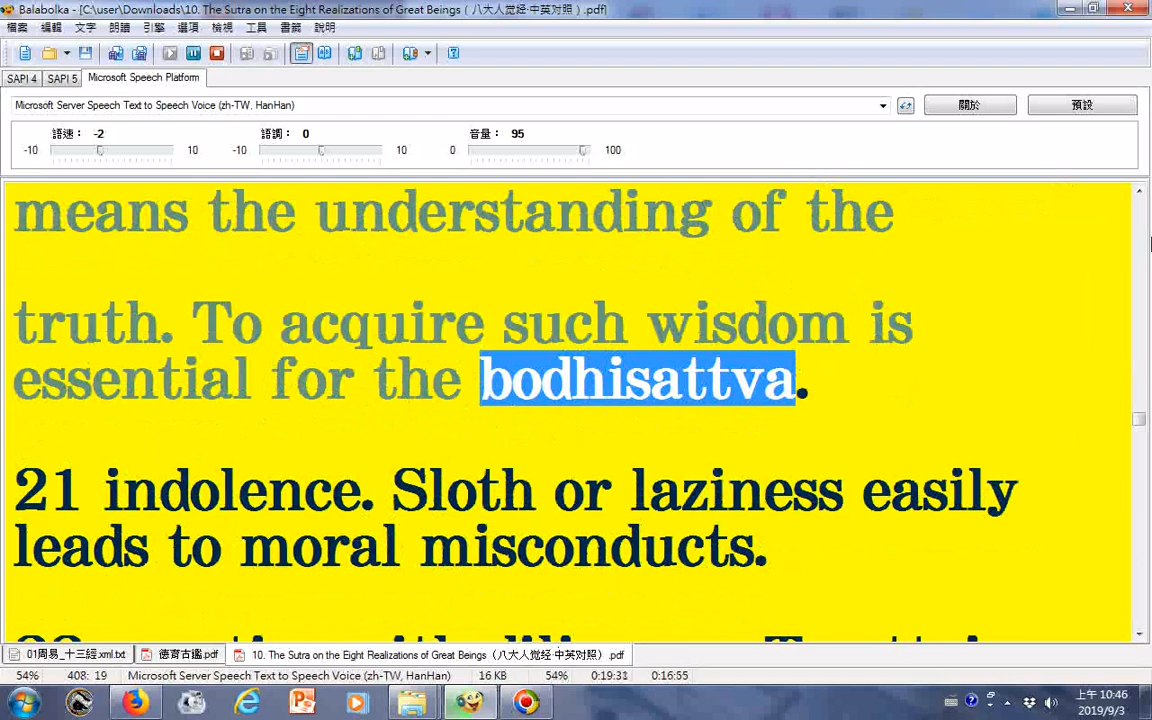 Balabolka - [C:\user\Downloads\10. The Sutra on the Eight Realizations of Great Beings（八大人觉经·中英对照）.pdf]
檔案 編輯 文字 朗讀 引擎 選項 檢視 工具 書籤 說明
SAPI 4 SAPI 5 Microsoft Speech Platform
Microsoft Server Speech Text to Speech Voice (zh-TW, HanHan) 關於 預設
語速： -2 語調： 0 音量： 95
-10 10 -10 10 0 100
means the understanding of the
truth. To acquire such wisdom is
essential for the bodhisattva.
21 indolence. Sloth or laziness easily
leads to moral misconducts.
01周易_十三經.xml.txt 德育古鑑.pdf 10. The Sutra on the Eight Realizations of Great Beings（八大人觉经·中英对照）.pdf
54% 408: 19 Microsoft Server Speech Text to Speech Voice (zh-TW, HanHan) 16 KB 54% 0:19:31 0:16:55
上午 10:46
2019/9/3